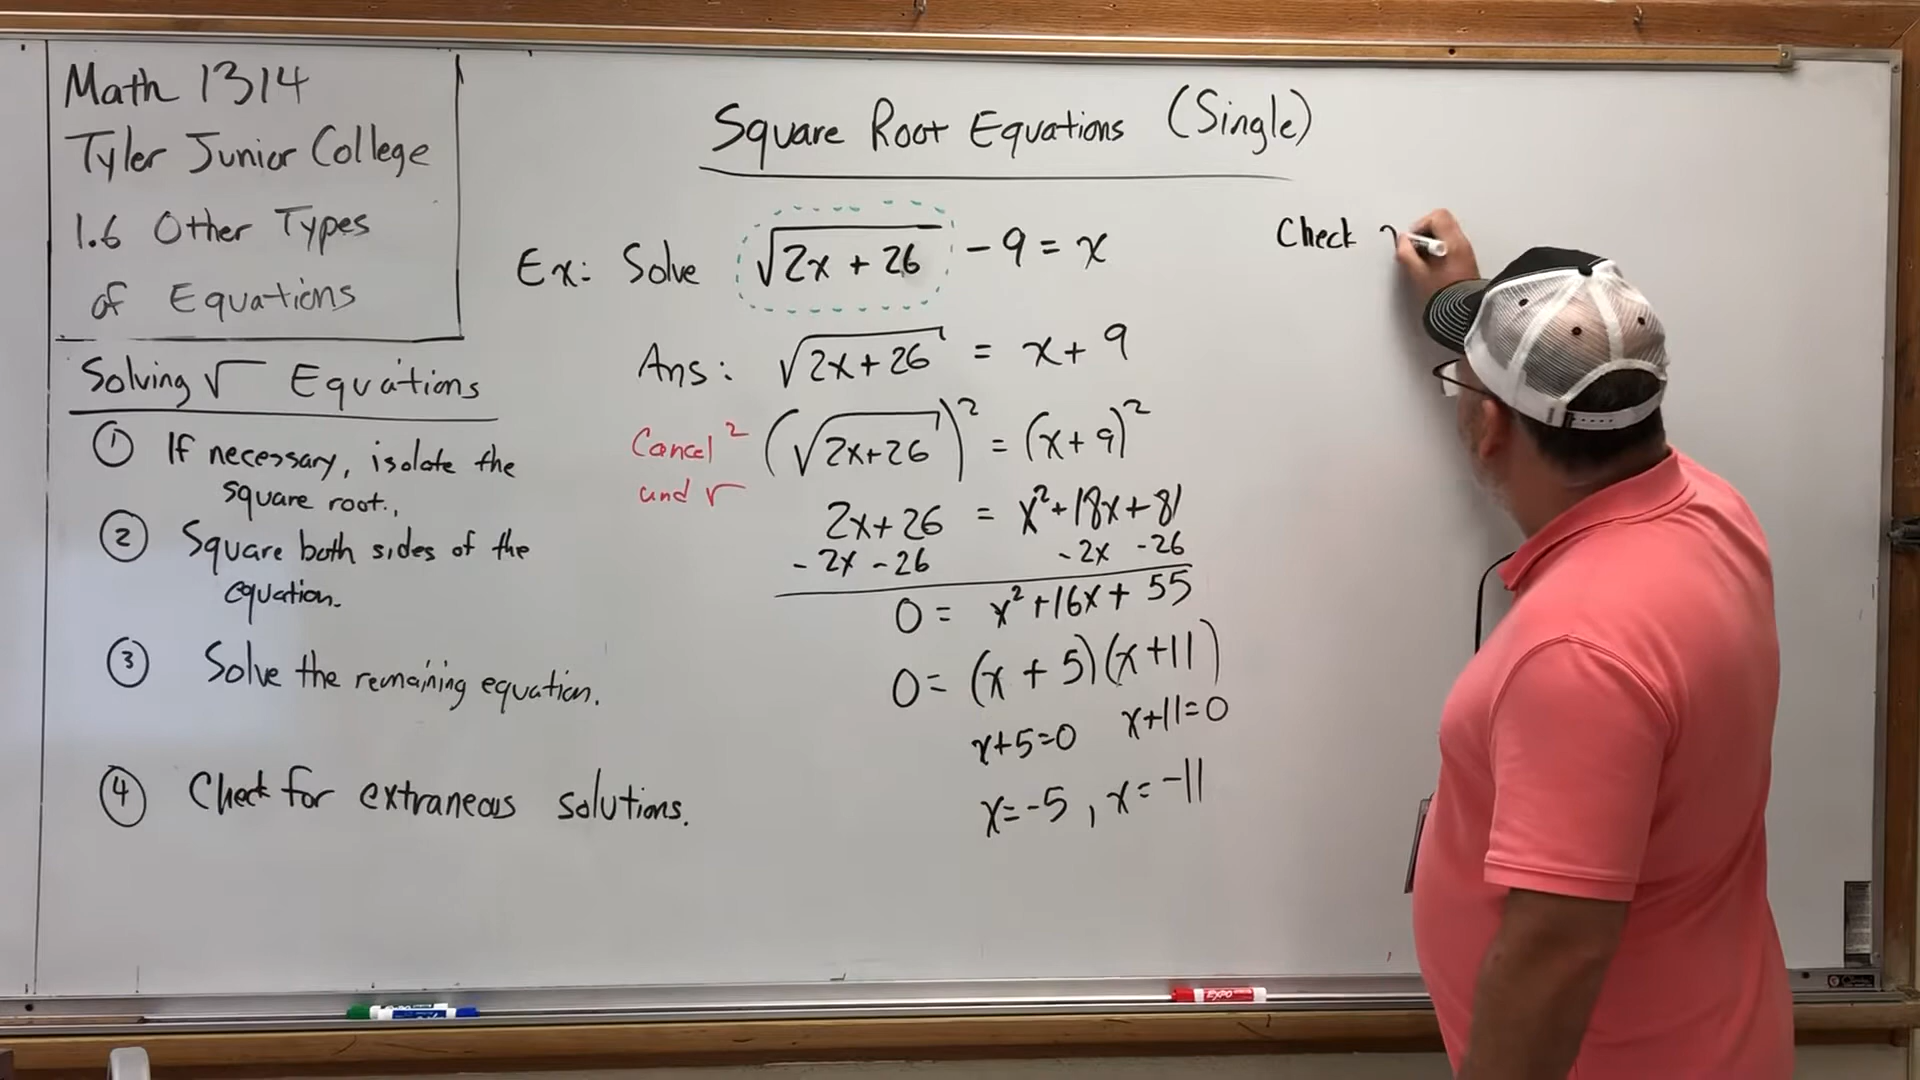 Math 1314
Tyler Junior College
1.6 Other Types
of Equations
Solving √ Equations
① If necessary, isolate the
square root.
② Square both sides of the
equation.
③ Solve the remaining equation.
④ Check for extraneous solutions.
Square Root Equations (Single)
Ex: Solve √(2x + 26) - 9 = x
Ans: √(2x+26) = x + 9
Cancel ² (√(2x+26))² = (x+9)²
and √
2x+26 = x²+18x+81
- 2x - 26 - 2x - 26
0 = x²+16x+55
0 = (x + 5)(x+11)
x+5=0 x+11=0
x=-5, x=-11
Check
EXPO